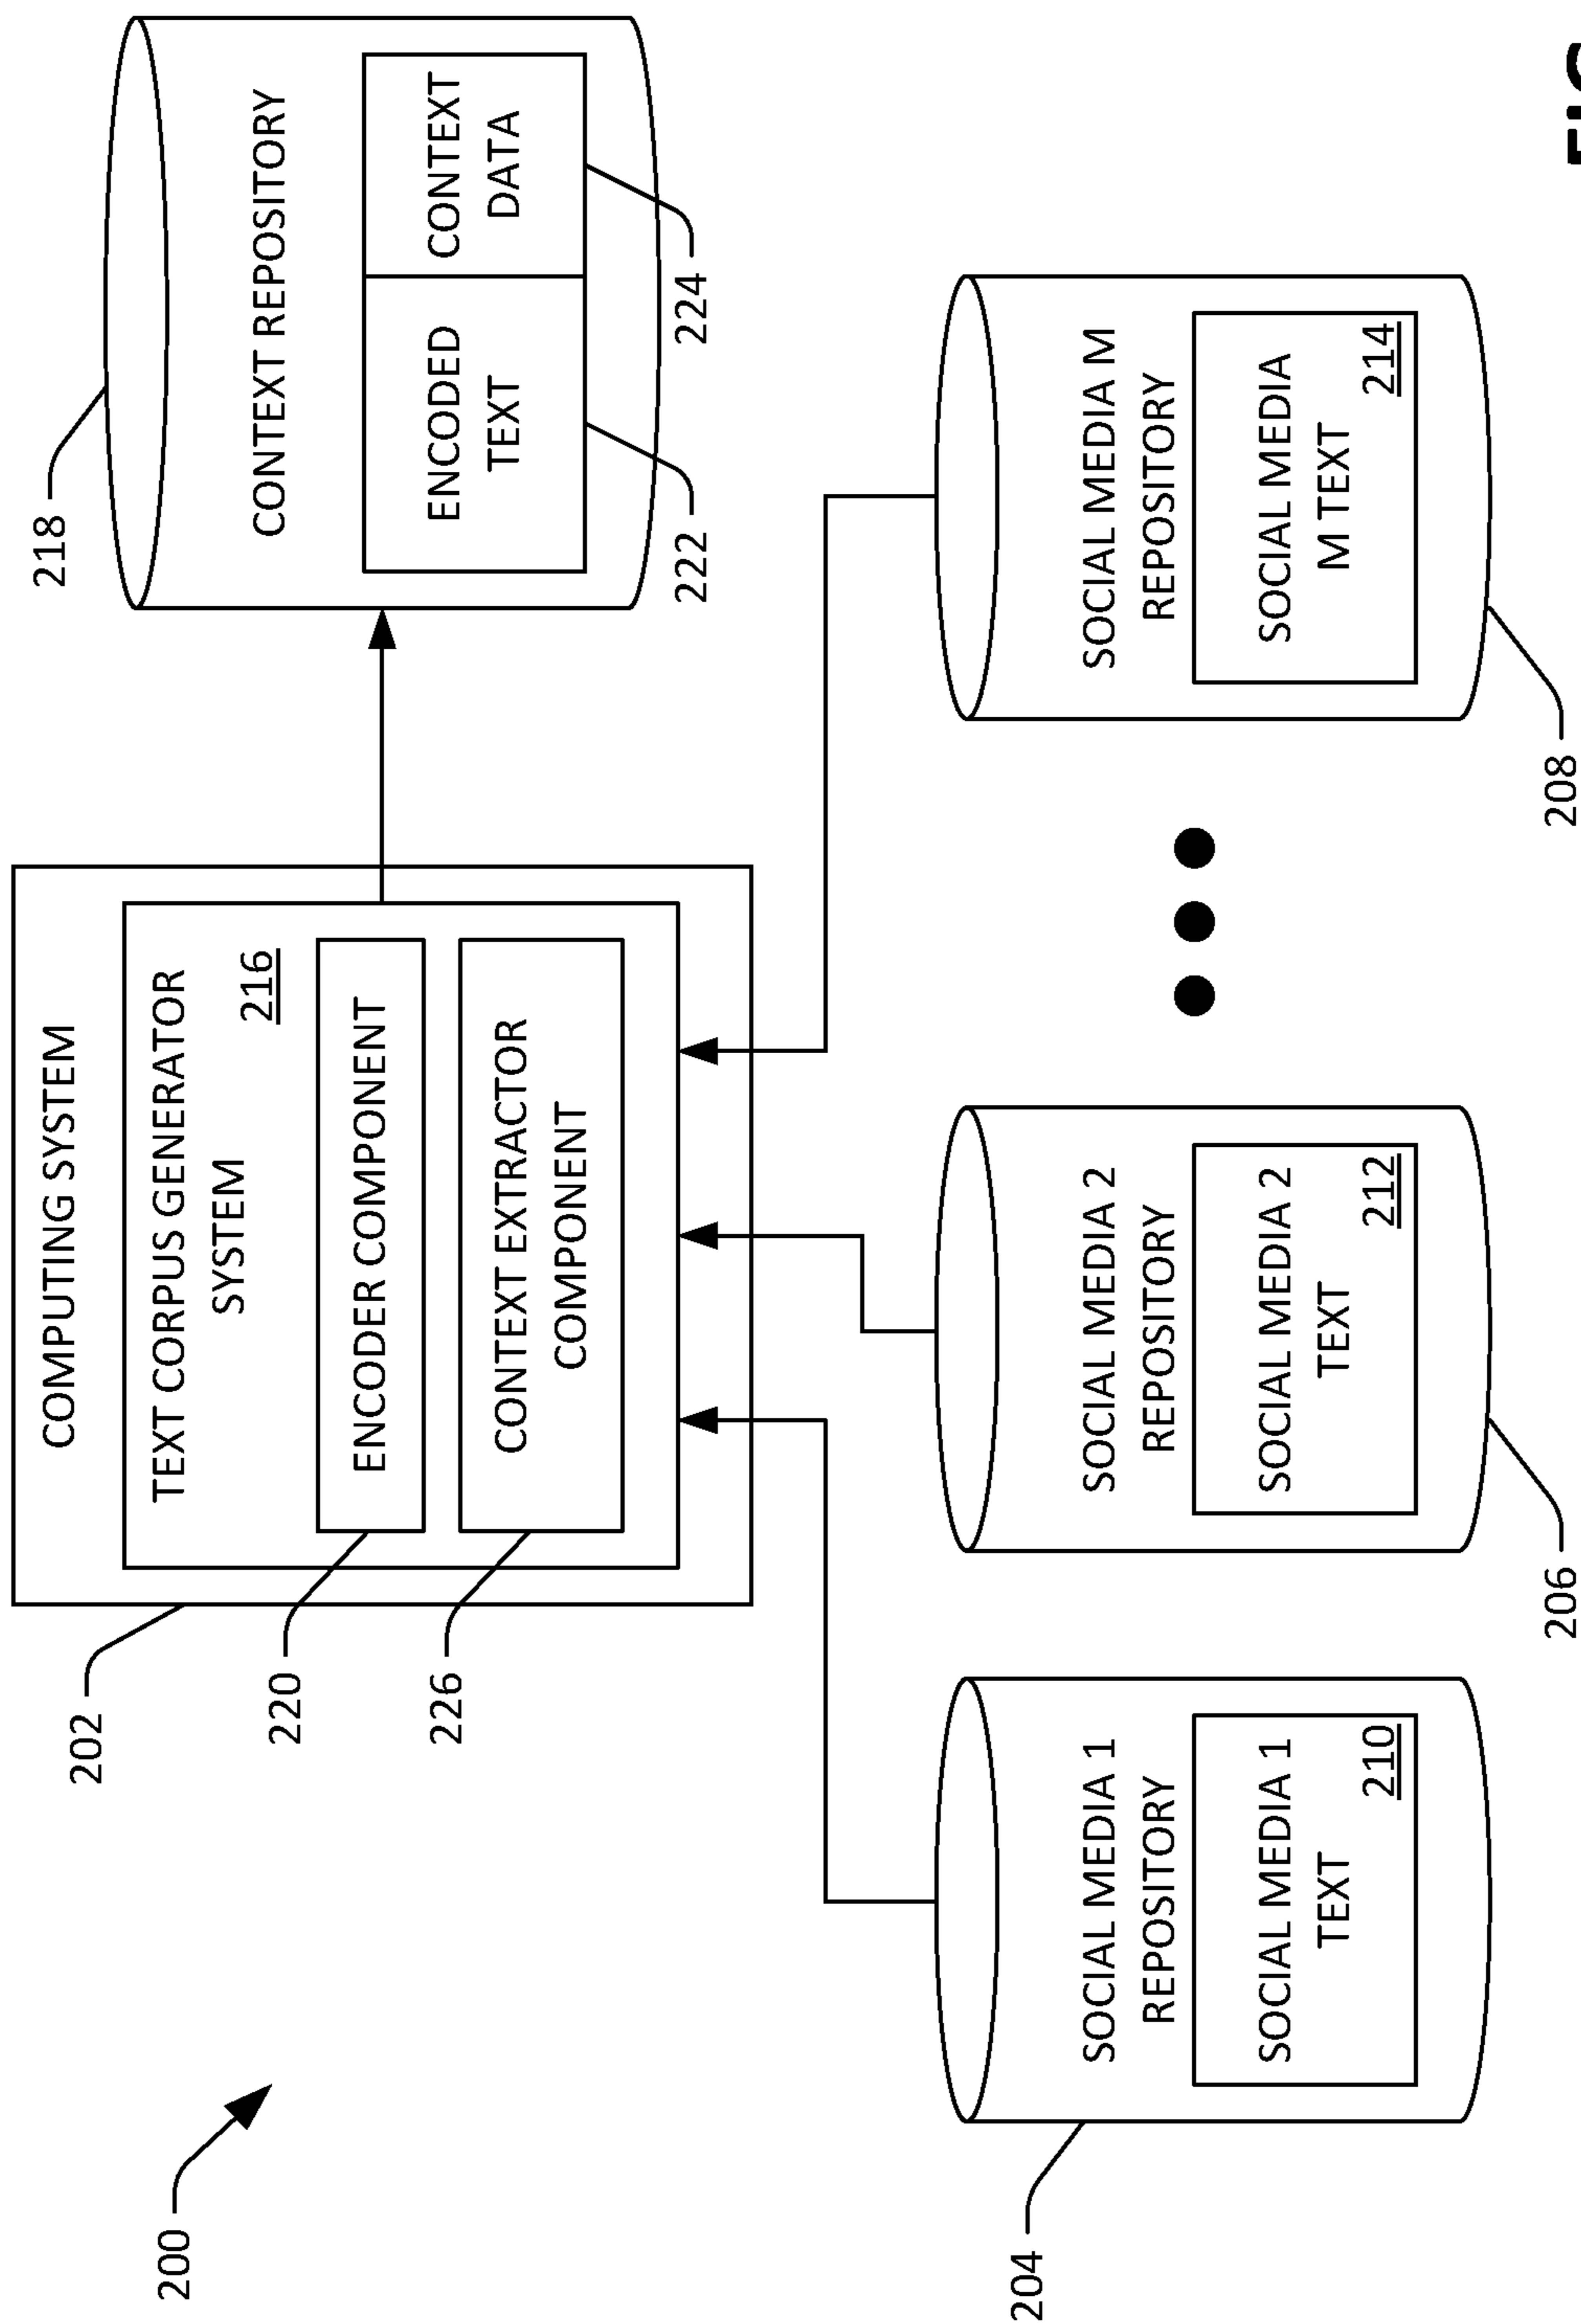 200
202
COMPUTING SYSTEM
TEXT CORPUS GENERATOR
SYSTEM
216
220
ENCODER COMPONENT
226
CONTEXT EXTRACTOR
COMPONENT
218
CONTEXT REPOSITORY
ENCODED
TEXT
CONTEXT
DATA
222
224
204
SOCIAL MEDIA 1
REPOSITORY
SOCIAL MEDIA 1
TEXT
210
206
SOCIAL MEDIA 2
REPOSITORY
SOCIAL MEDIA 2
TEXT
212
208
SOCIAL MEDIA M
REPOSITORY
SOCIAL MEDIA
M TEXT
214